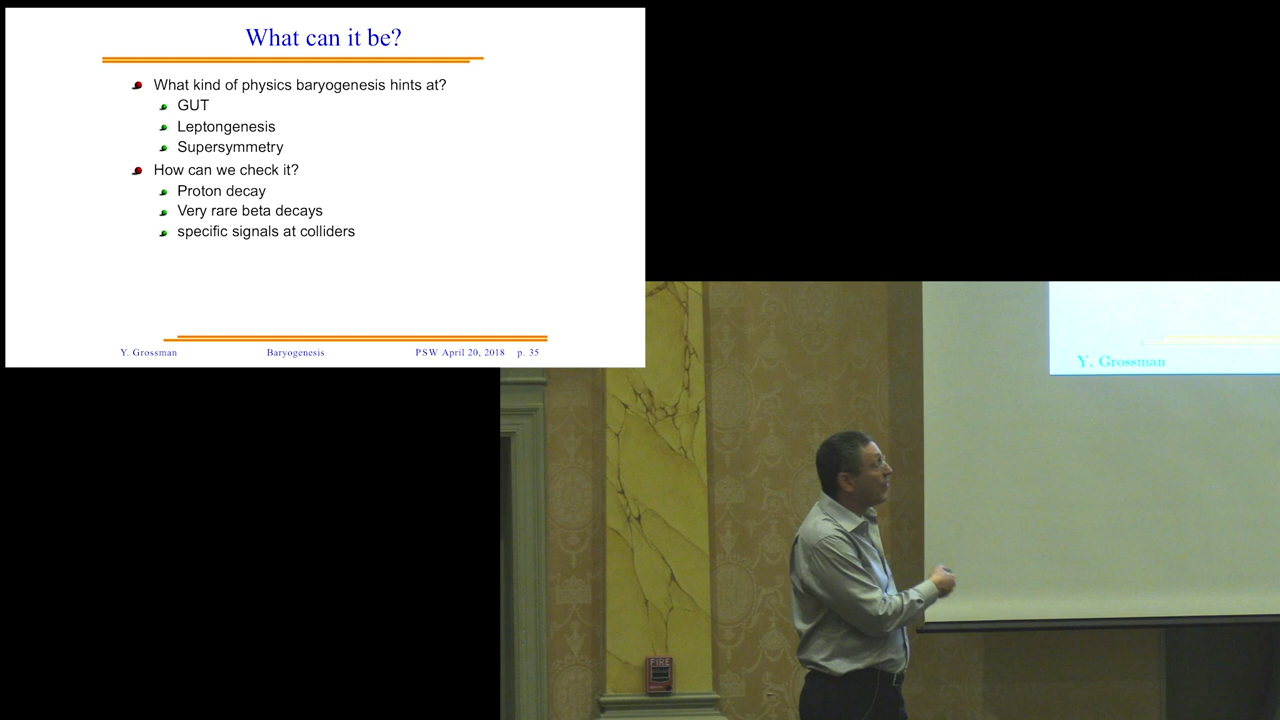 What can it be?
What kind of physics baryogenesis hints at?
GUT
Leptongenesis
Supersymmetry
How can we check it?
Proton decay
Very rare beta decays
specific signals at colliders
Y. Grossman Baryogenesis PSW April 20, 2018 p. 35
Y. Grossman
FIRE